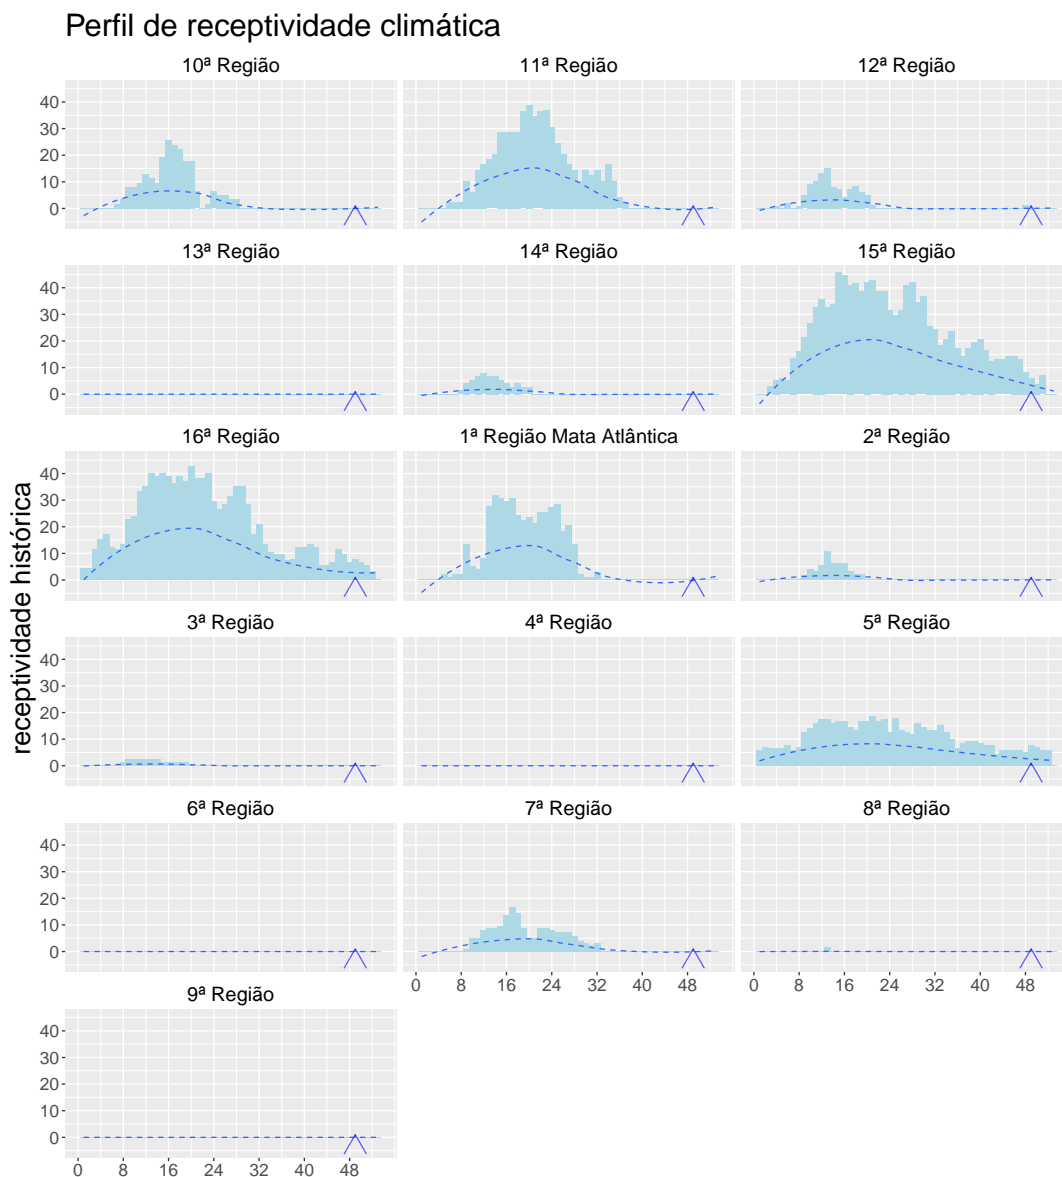 Perfil de receptividade climática
10ª Região
11ª Região
12ª Região
40
30
20
10
0
13ª Região
14ª Região
15ª Região
40
30
20
10
0
16ª Região
1ª Região Mata Atlântica
2ª Região
40
30
20
10
0
receptividade histórica
3ª Região
4ª Região
5ª Região
40
30
20
10
0
6ª Região
7ª Região
8ª Região
40
30
20
10
0
0 8 16 24 32 40 48
0 8 16 24 32 40 48
9ª Região
40
30
20
10
0
0 8 16 24 32 40 48